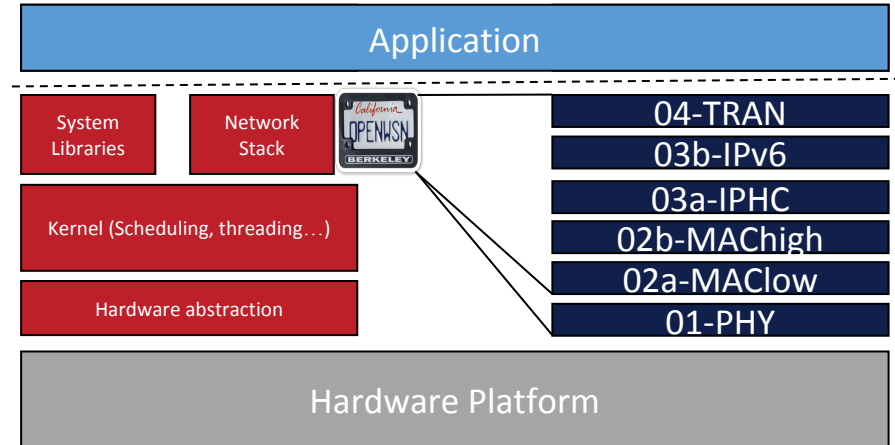 Application
System
Libraries
Network
Stack
California
OPENWSN
BERKELEY
Kernel (Scheduling, threading…)
Hardware abstraction
04-TRAN
03b-IPv6
03a-IPHC
02b-MAChigh
02a-MAClow
01-PHY
Hardware Platform